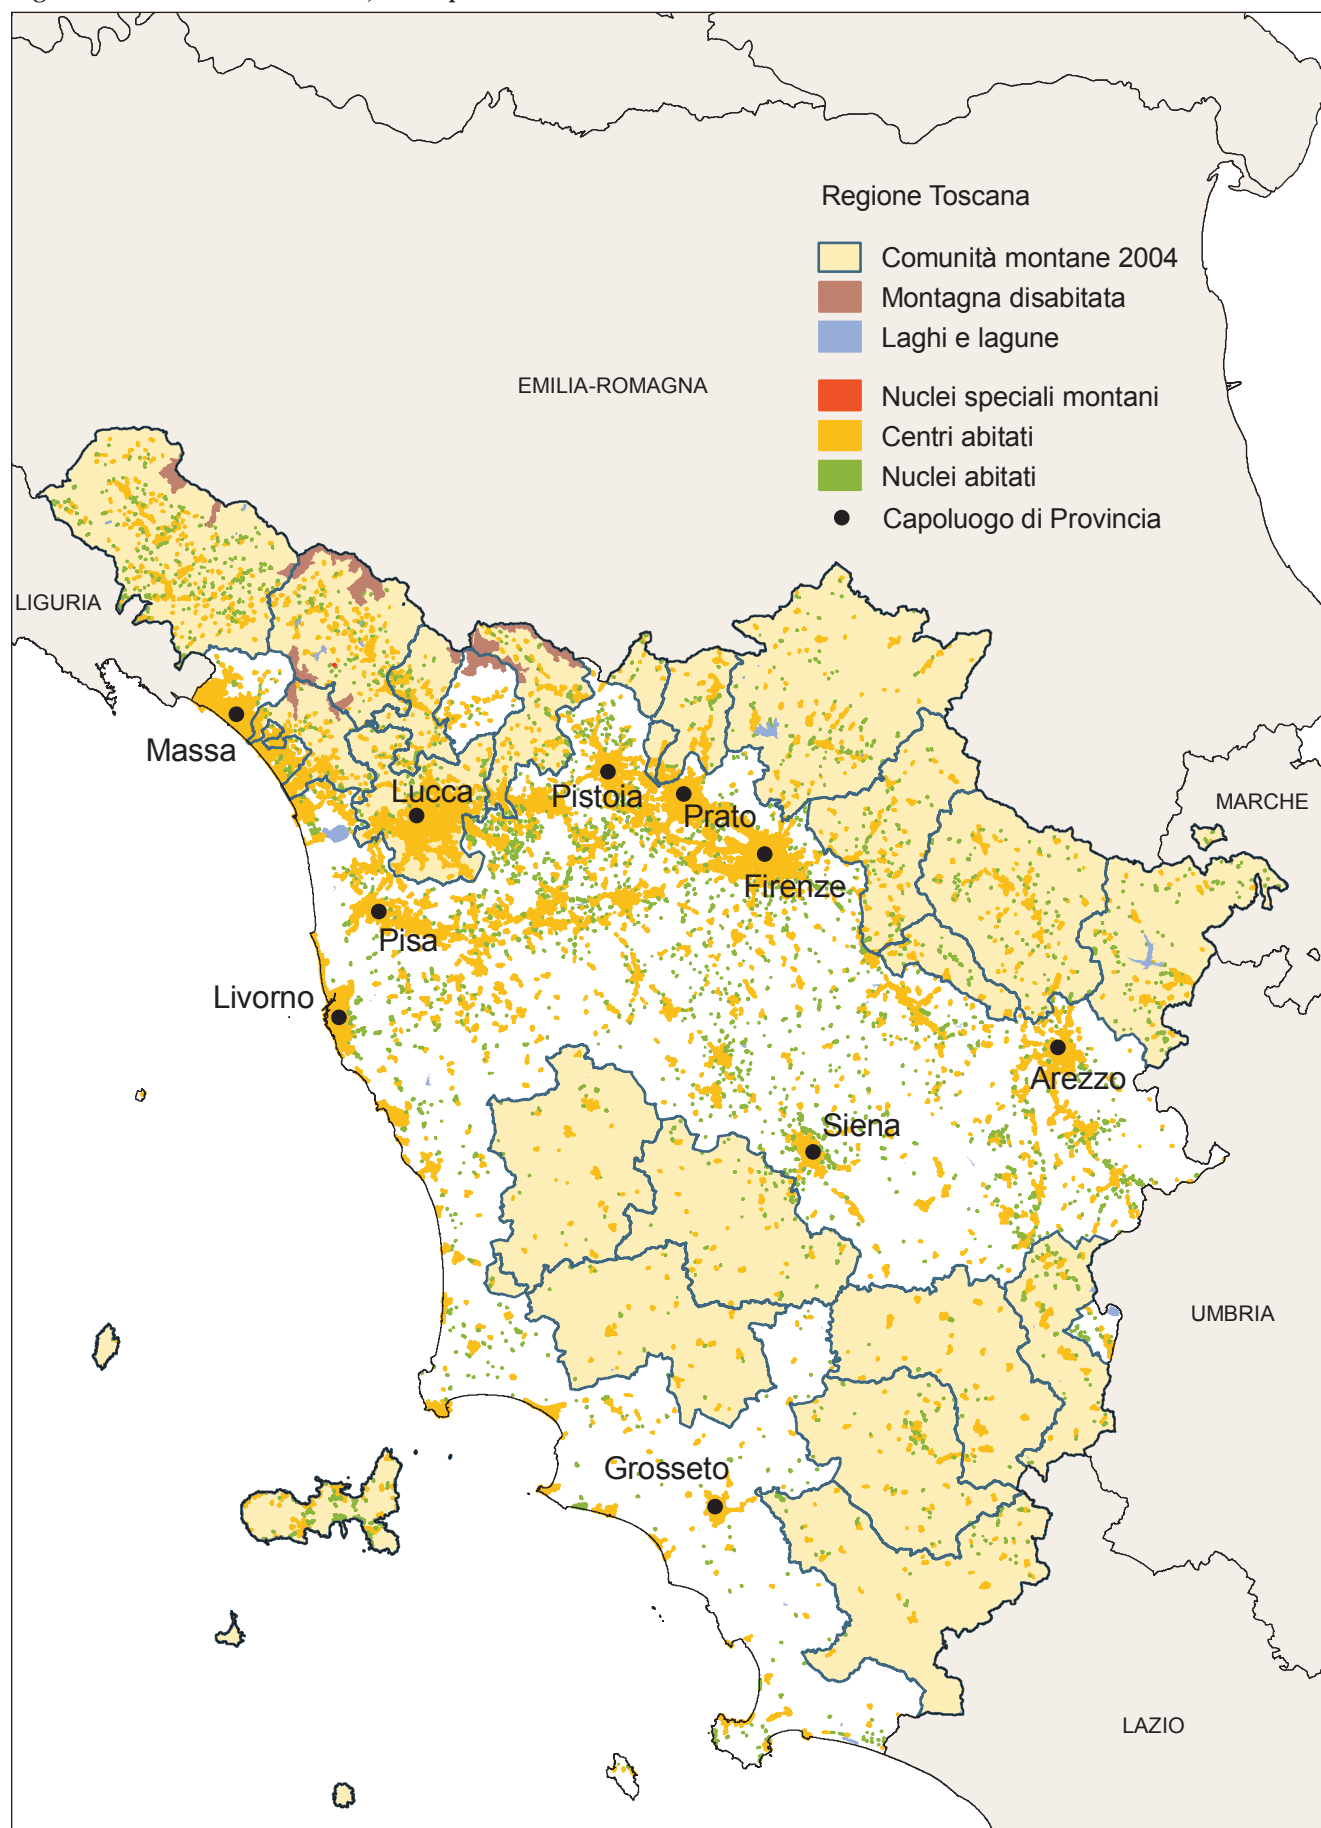 Regione Toscana
Comunità montane 2004
Montagna disabitata
Laghi e lagune
EMILIA-ROMAGNA
Nuclei speciali montani
Centri abitati
Nuclei abitati
Capoluogo di Provincia
LIGURIA
Massa
Lucca
Pistoia
Prato
MARCHE
Firenze
Pisa
Livorno
Arezzo
Siena
UMBRIA
Grosseto
LAZIO